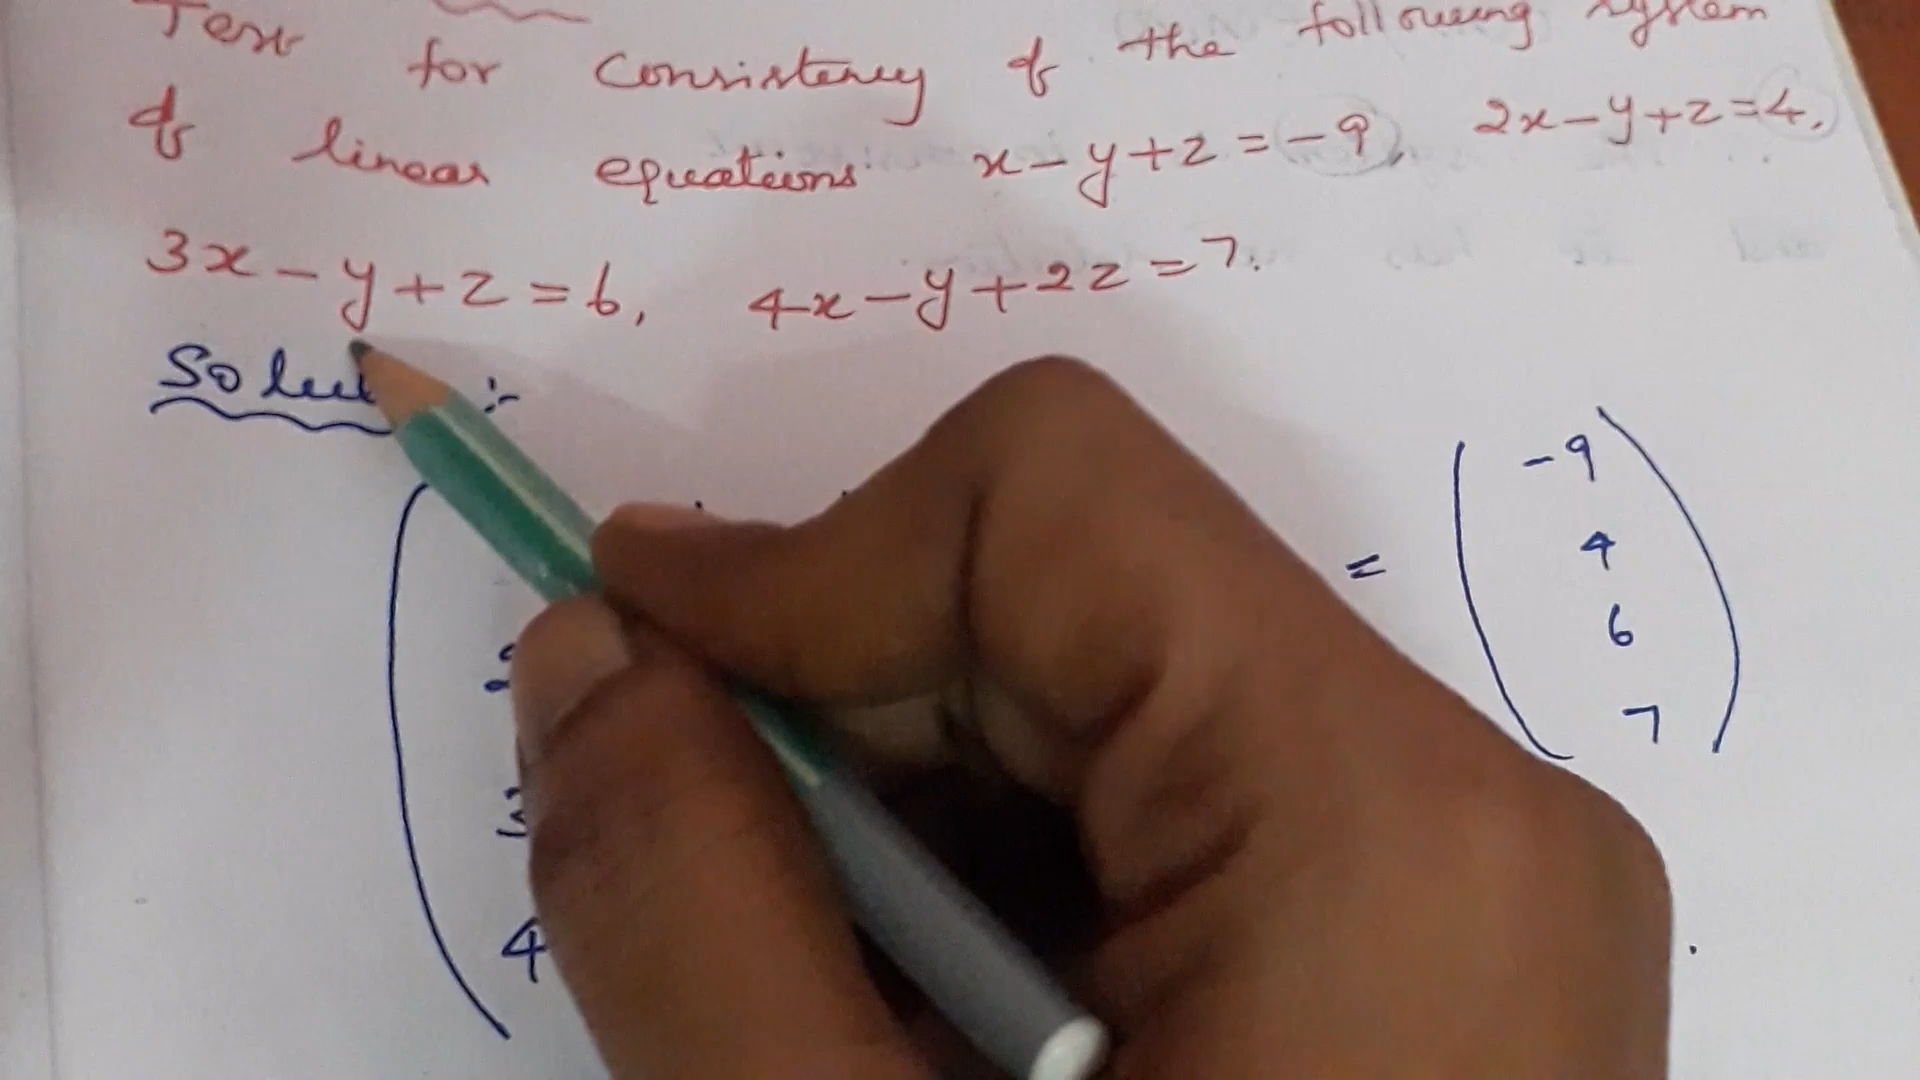 Test for consistency of the following system
of linear equations x-y+z=-9, 2x-y+z=4,
3x-y+z=6, 4x-y+2z=7.
Solut :-
-9
= 4
6
7
4